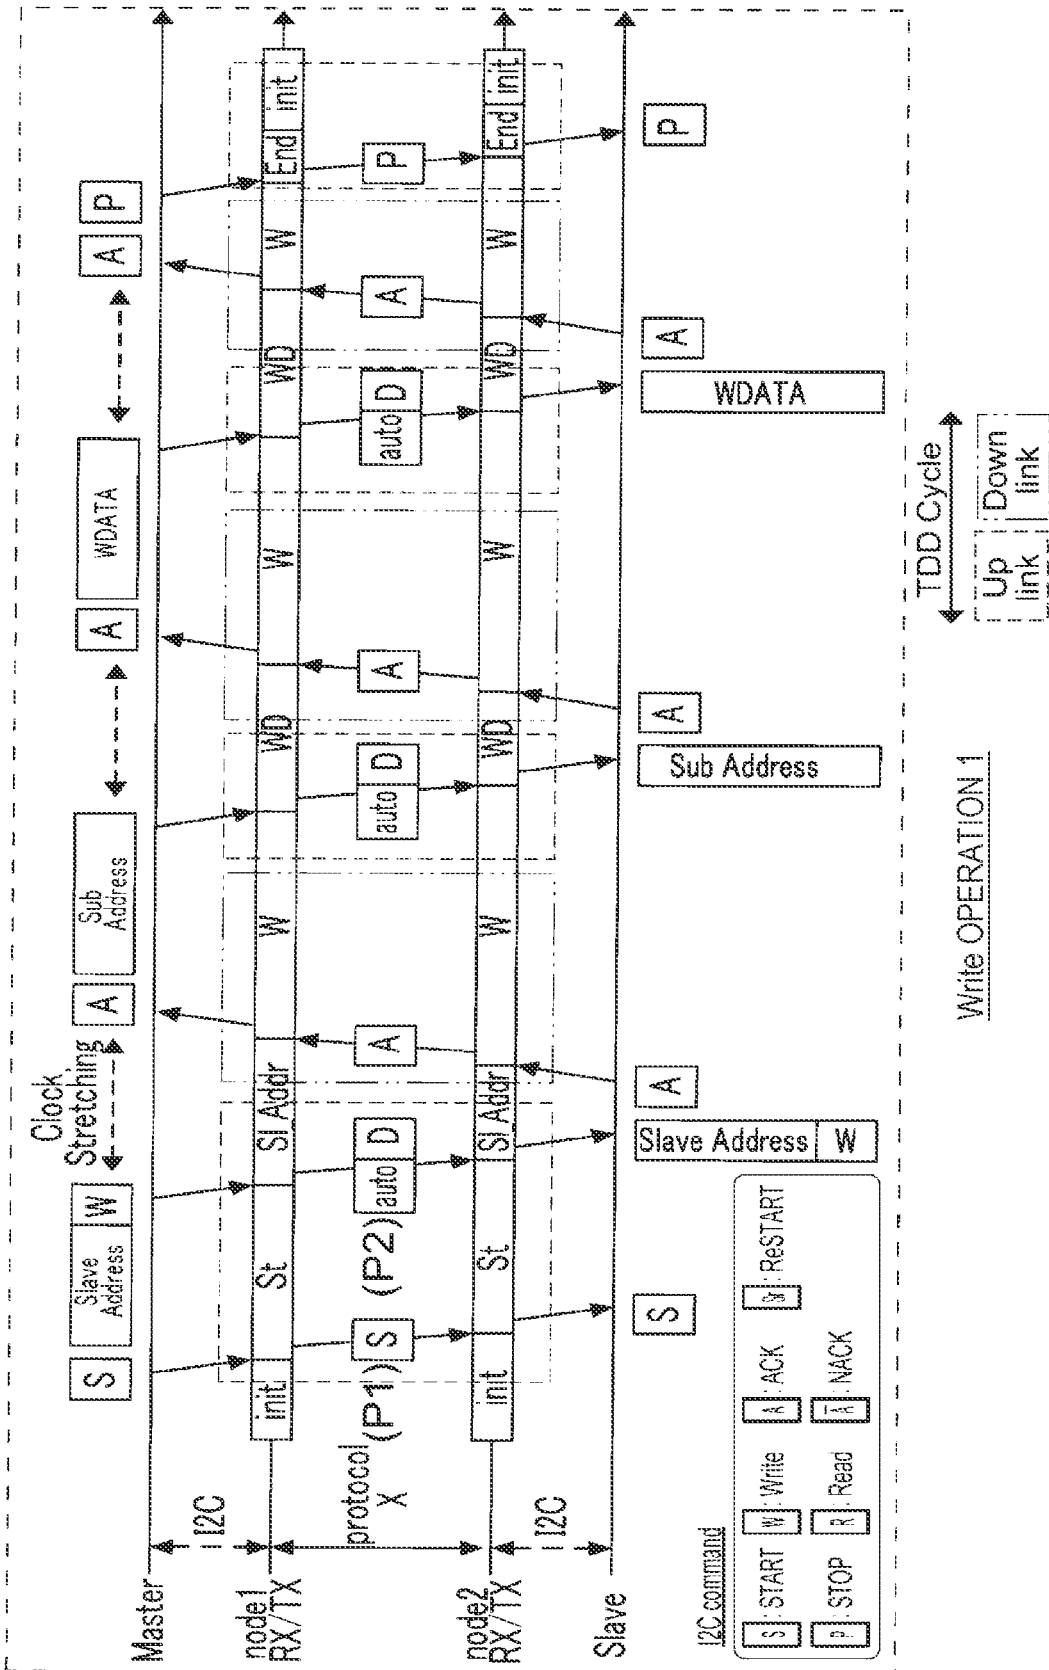 Clock
Stretching
S
Slave
Address
W
A
Sub
Address
A
WDATA
A
P
Master
I2C
node1
RX/TX
init
St
Sl Addr
W
WD
W
WD
W
End
init
protocol
X
(P1)
S
(P2)
auto
D
A
auto
D
A
auto
D
A
P
node2
RX/TX
init
St
Sl Addr
W
WD
W
WD
W
End
init
I2C
Slave
S
Slave Address
W
A
Sub Address
A
WDATA
A
P
I2C command
S : START
W : Write
A : ACK
: ReSTART
P : STOP
R : Read
A̅ : NACK
TDD Cycle
Up
link
Down
link
Write OPERATION 1